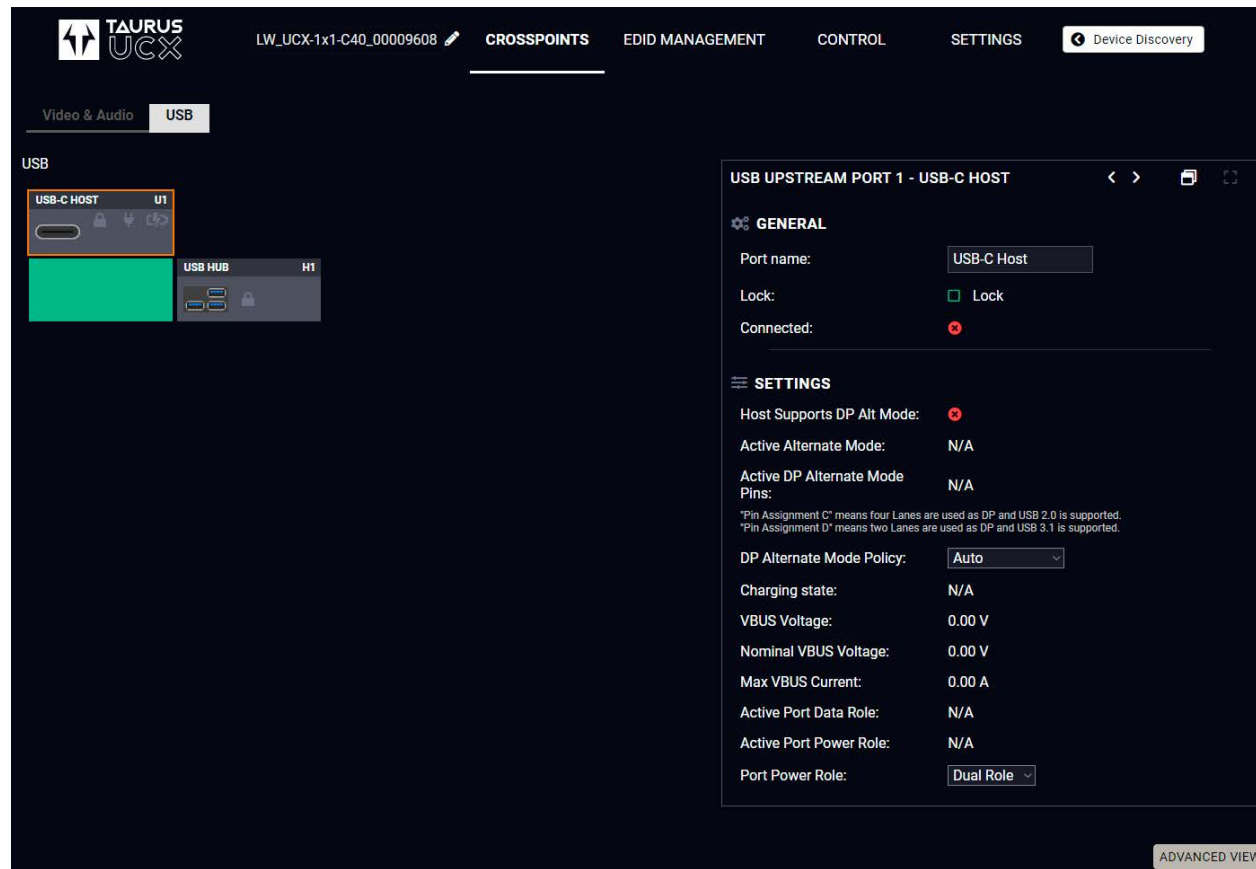 TAURUS
UCX
LW_UCX-1x1-C40_00009608
CROSSPOINTS
EDID MANAGEMENT
CONTROL
SETTINGS
Device Discovery
Video & Audio
USB
USB
USB-C HOST U1
USB HUB H1
USB UPSTREAM PORT 1 - USB-C HOST
GENERAL
Port name: USB-C Host
Lock: Lock
Connected:
SETTINGS
Host Supports DP Alt Mode:
Active Alternate Mode: N/A
Active DP Alternate Mode
Pins: N/A
"Pin Assignment C" means four Lanes are used as DP and USB 2.0 is supported.
"Pin Assignment D" means two Lanes are used as DP and USB 3.1 is supported.
DP Alternate Mode Policy: Auto
Charging state: N/A
VBUS Voltage: 0.00 V
Nominal VBUS Voltage: 0.00 V
Max VBUS Current: 0.00 A
Active Port Data Role: N/A
Active Port Power Role: N/A
Port Power Role: Dual Role
ADVANCED VIEW